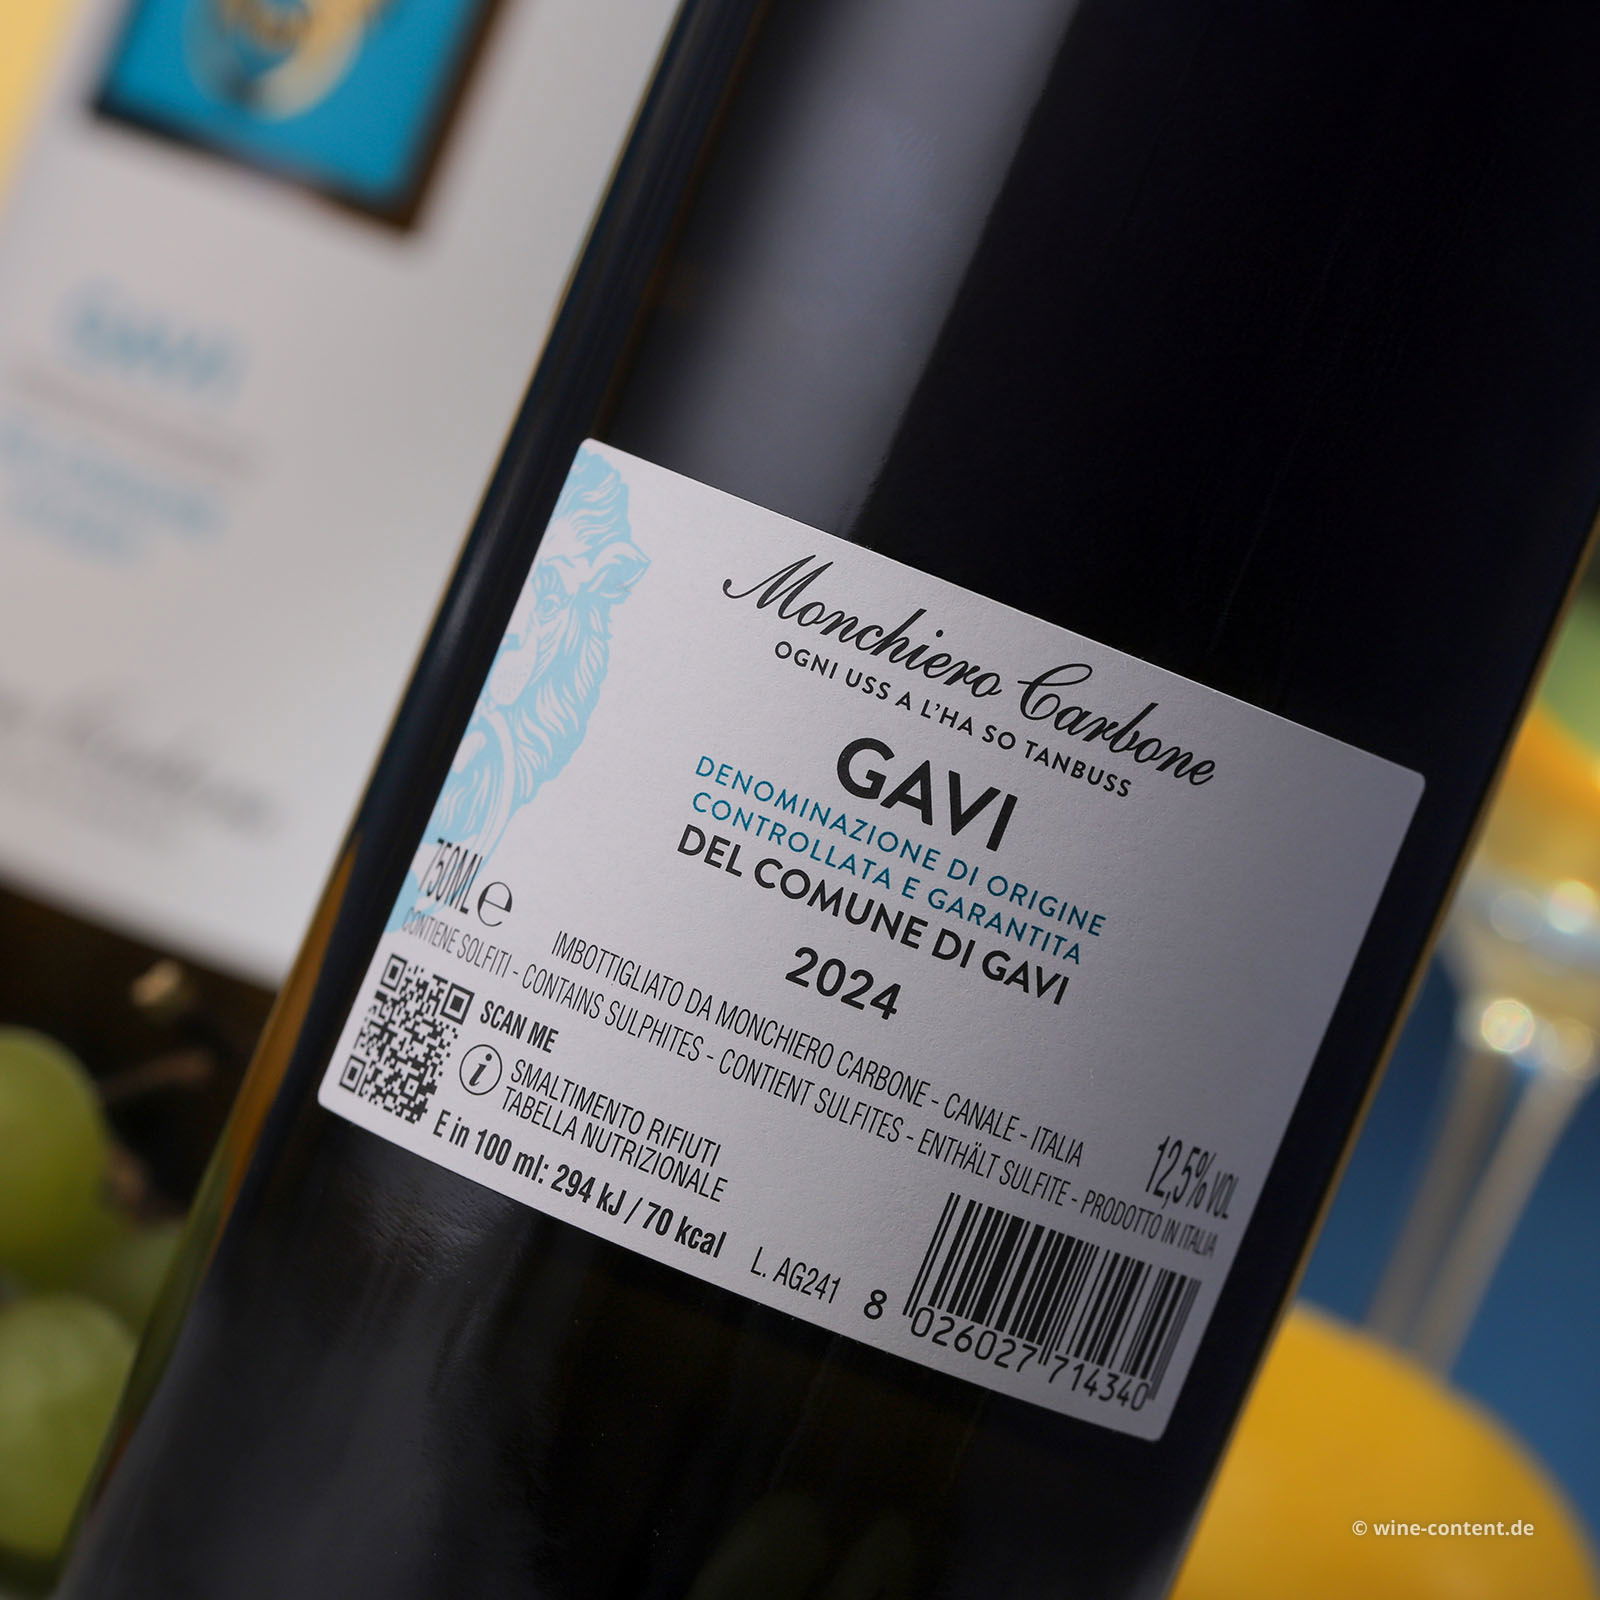 GAVI
Monchiero Carbone
OGNI USS A L'HA SO TANBUSS
GAVI
DENOMINAZIONE DI ORIGINE
CONTROLLATA E GARANTITA
DEL COMUNE DI GAVI
2024
750ML e
IMBOTTIGLIATO DA MONCHIERO CARBONE - CANALE - ITALIA
12,5% VOL
CONTIENE SOLFITI - CONTAINS SULPHITES - CONTIENT SULFITES - ENTHÄLT SULFITE - PRODOTTO IN ITALIA
SCAN ME
i SMALTIMENTO RIFIUTI
TABELLA NUTRIZIONALE
E in 100 ml: 294 kJ / 70 kcal
L. AG241
8 026027 714340
© wine-content.de